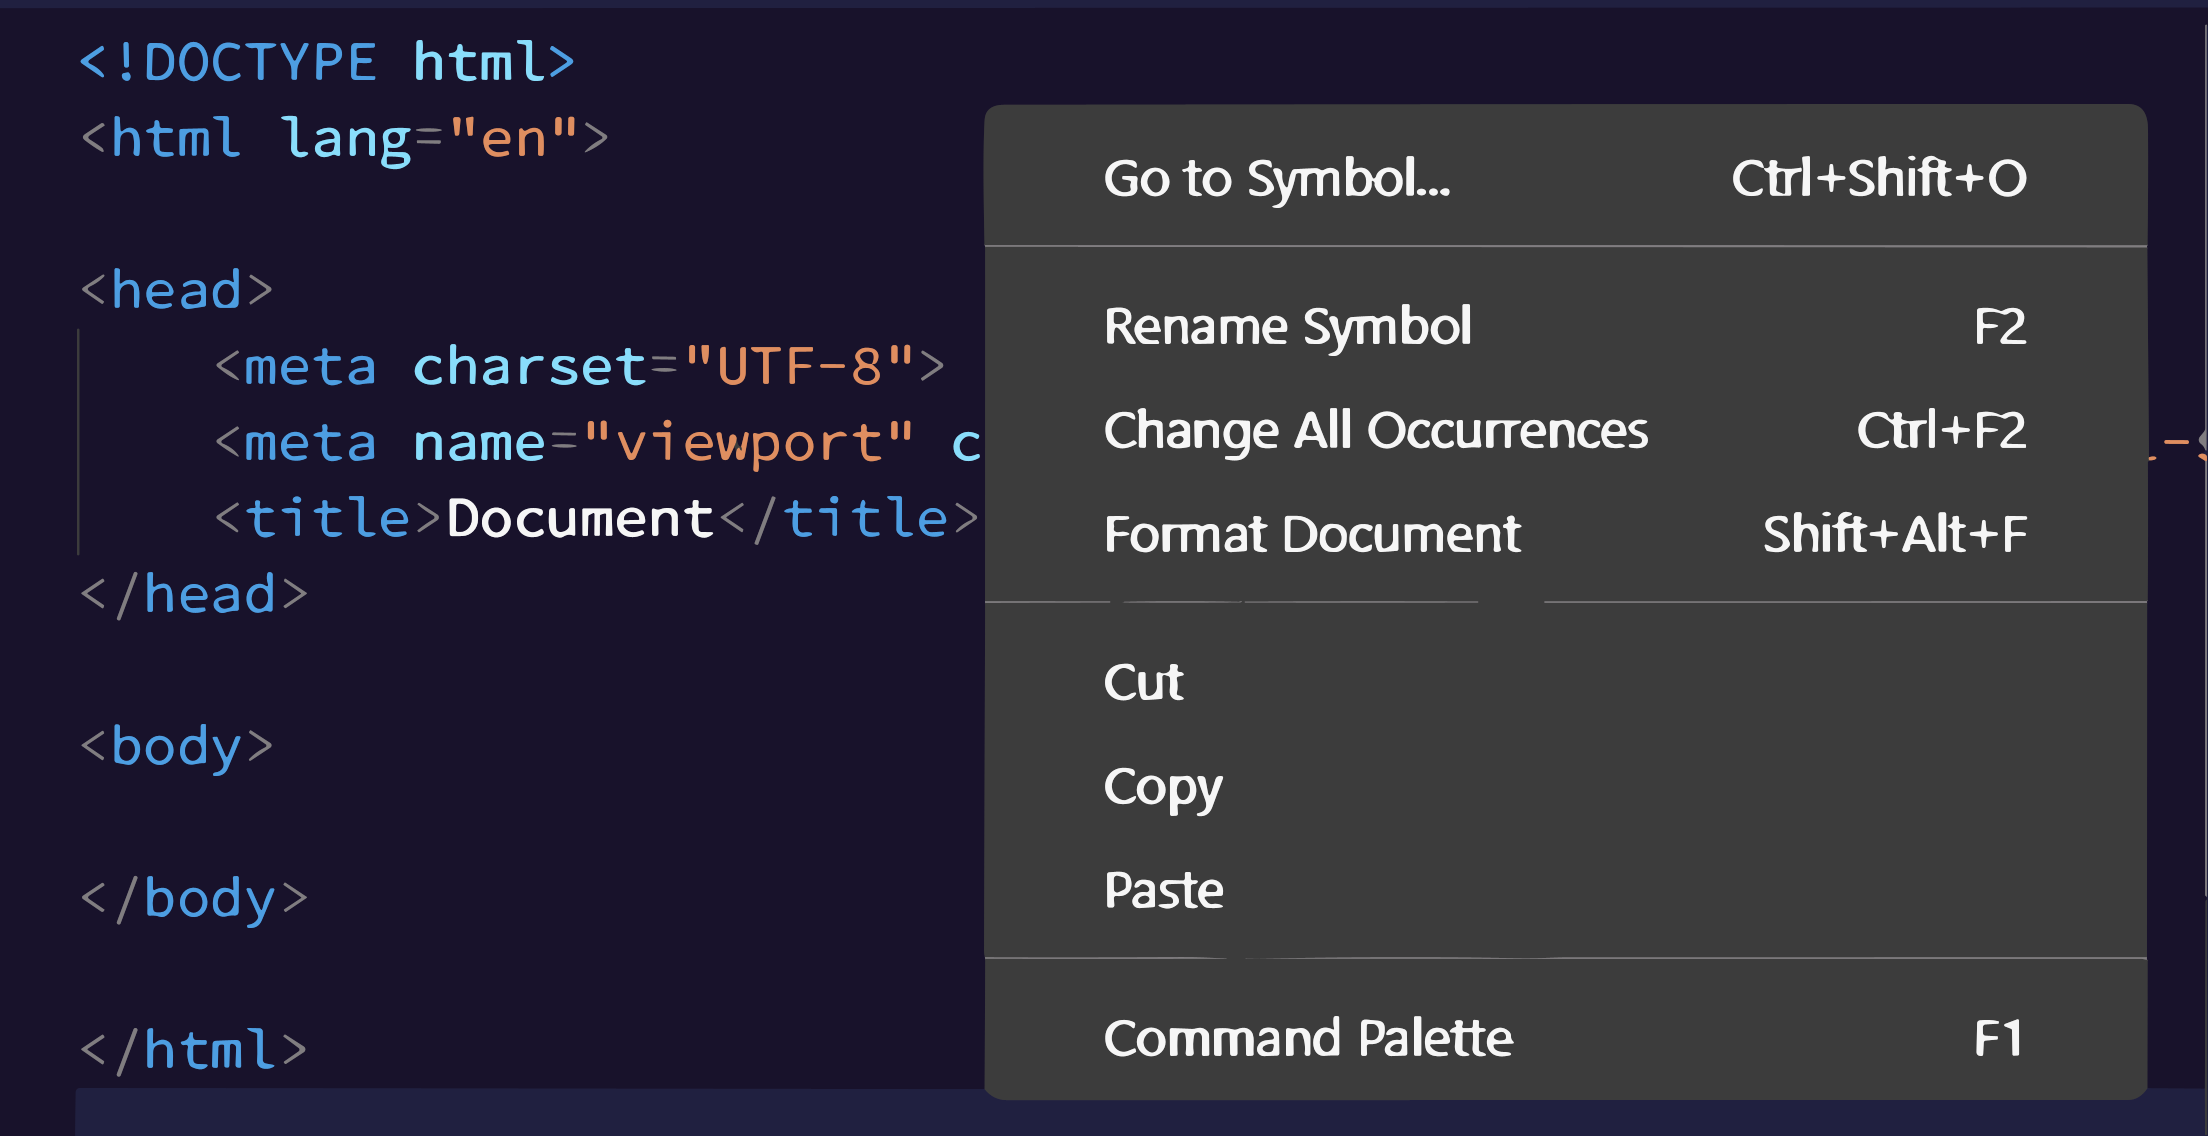 <!DOCTYPE html>
<html lang="en">
<head>
<meta charset="UTF-8">
<meta name="viewport" c
<title>Document</title>
</head>
<body>
</body>
</html>
Go to Symbol... Ctrl+Shift+O
Rename Symbol F2
Change All Occurrences Ctrl+F2
Format Document Shift+Alt+F
Cut
Copy
Paste
Command Palette F1